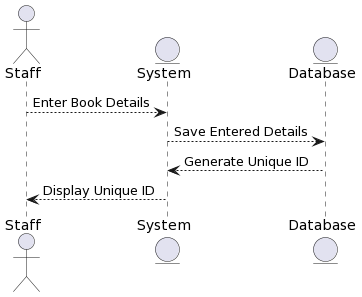 Staff
System
Database
Enter Book Details
Save Entered Details
Generate Unique ID
Display Unique ID
Staff
System
Database